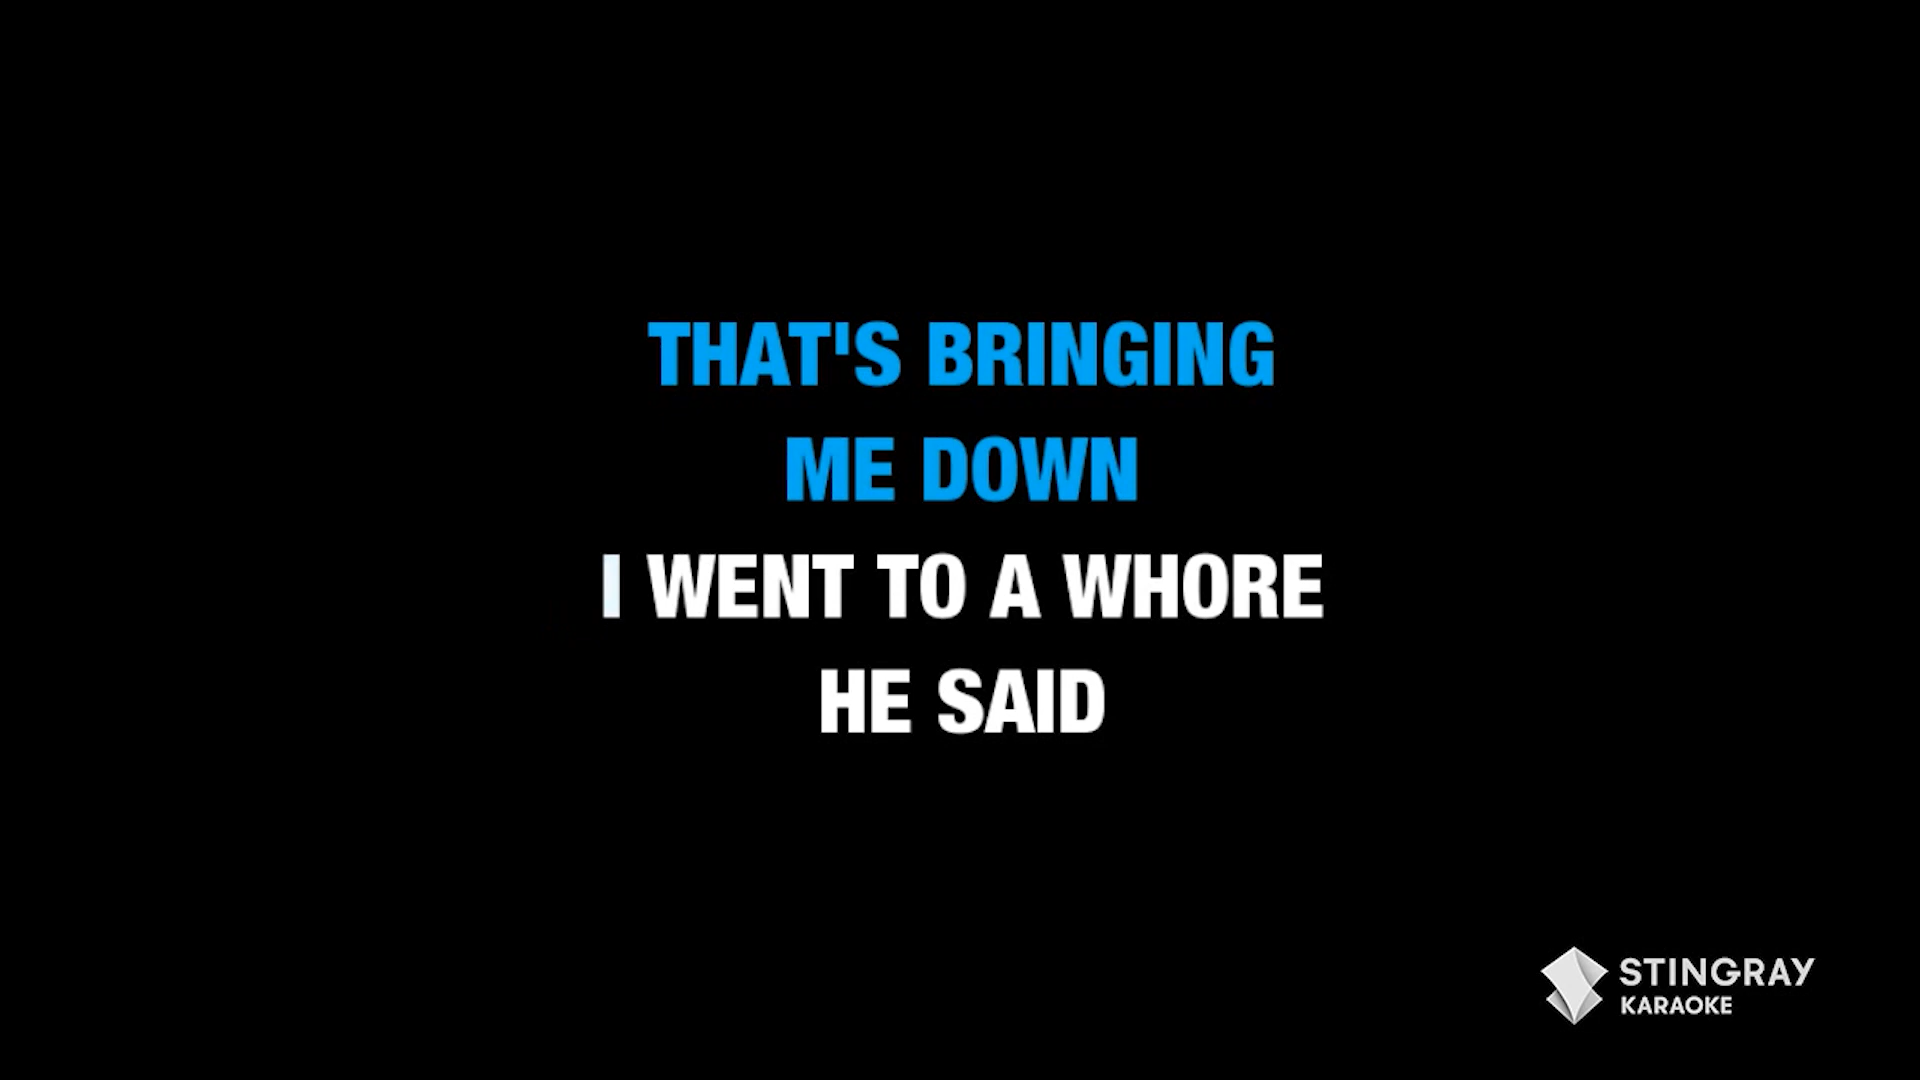 THAT'S BRINGING
ME DOWN
I WENT TO A WHORE
HE SAID
STINGRAY
KARAOKE